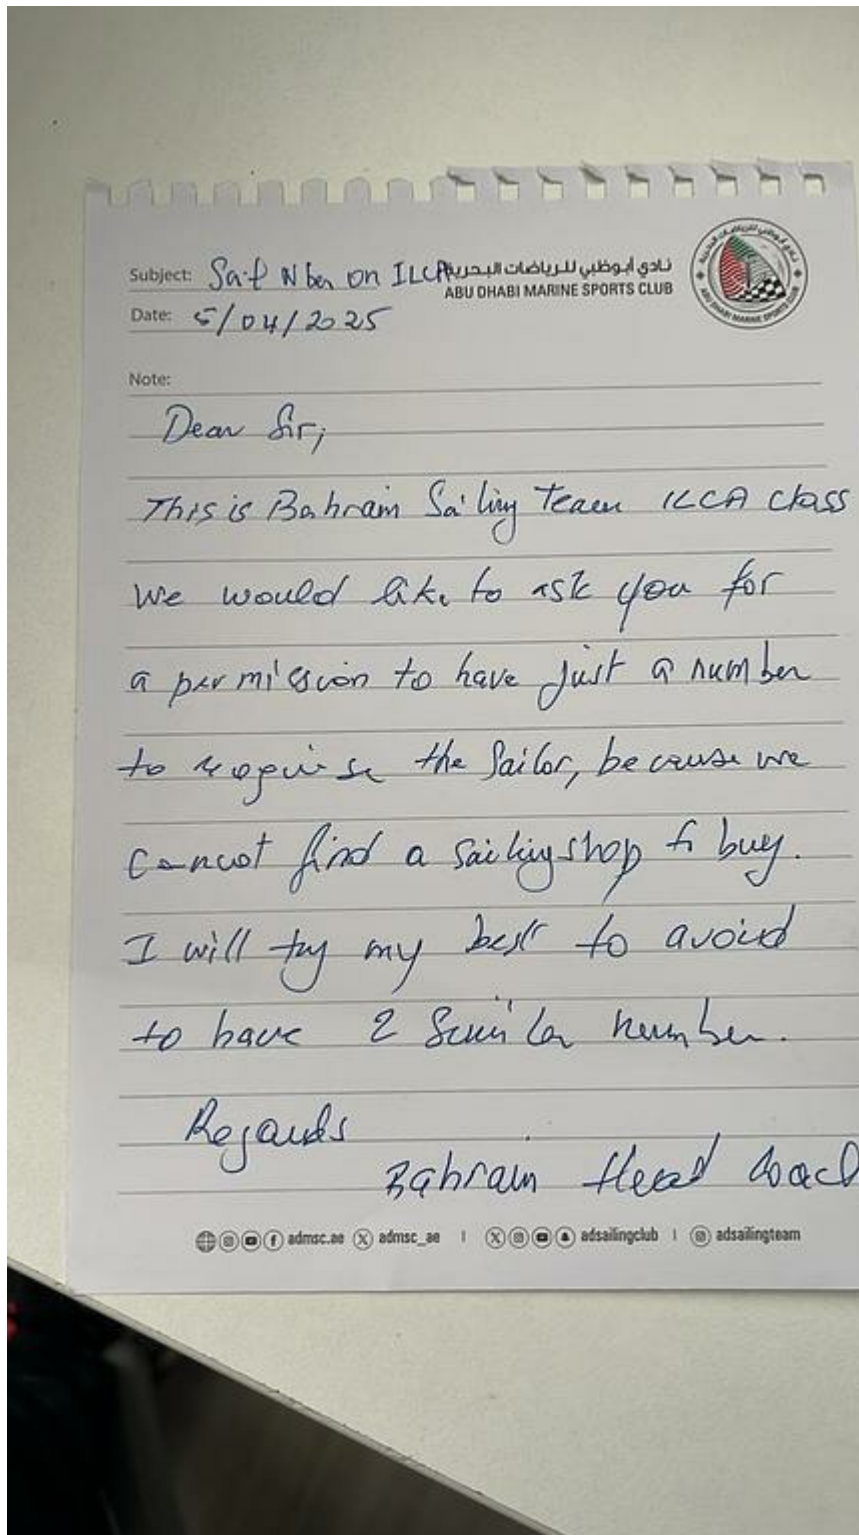 Subject: Sail Nber on ILCA
نادي أبوظبي للرياضات البحرية
ABU DHABI MARINE SPORTS CLUB
Date: 5/04/2025
Note:
Dear Sir,
This is Bahrain Sailing Team ILCA class
We would like to ask you for
a permission to have just a number
to the Sailor, because we
cannot find a sailing shop to buy.
I will try my best to avoid
to have 2 Similar number.
Regards
Bahrain Head Coach
admsc.ae admsc_ae | adsailingclub | adsailingteam